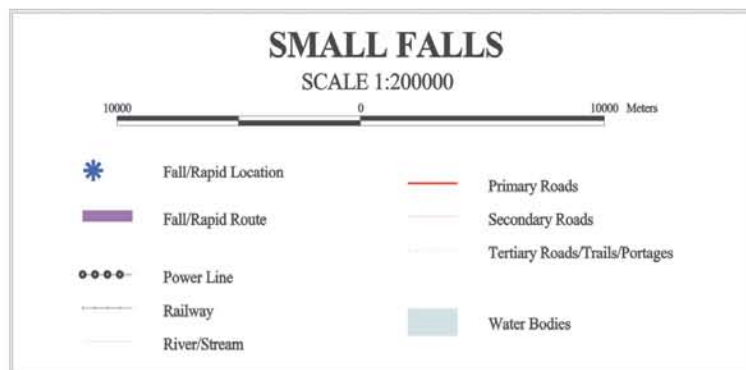 SMALL FALLS
SCALE 1:200000
10000 0 10000 Meters
Fall/Rapid Location
Fall/Rapid Route
Power Line
Railway
River/Stream
Primary Roads
Secondary Roads
Tertiary Roads/Trails/Portages
Water Bodies